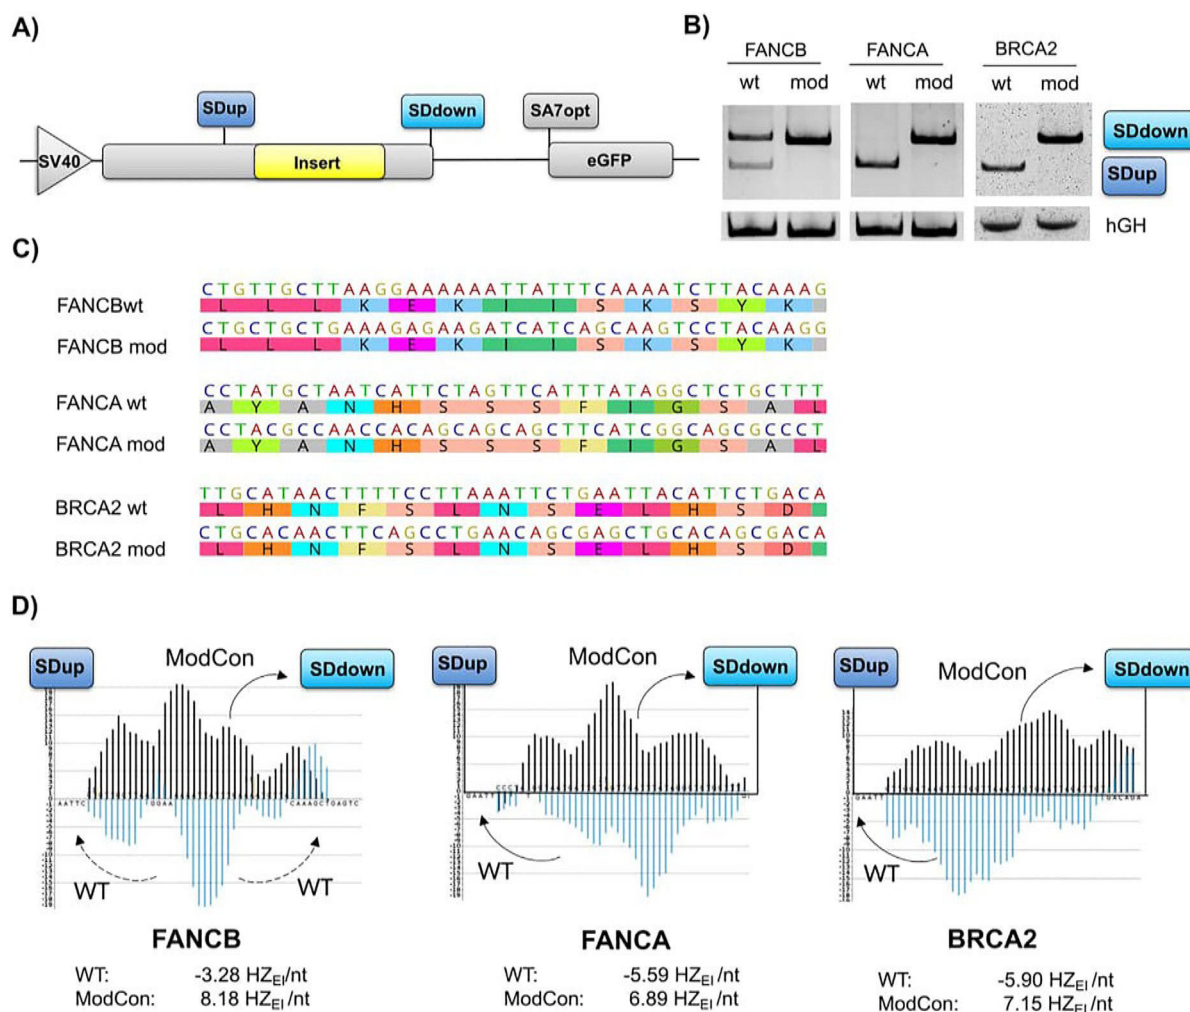 A)
SDup
SDdown
SA7opt
SV40
Insert
eGFP
B)
FANCB
FANCA
BRCA2
wt mod
wt mod
wt mod
SDdown
SDup
hGH
C)
CTGTTGCTTAAGGAAAAAATTATTTCAAAATCTTACAAAG
FANCBwt
L L L K E K I I S K S Y K
CTGCTGCTGAAAGAGAAGATCATCAGCAAGTCCTACAAGG
FANCB mod
L L L K E K I I S K S Y K
CCTATGCTAATCATTCTAGTTCATTTATAGGCTCTGCTTT
FANCA wt
A Y A N H S S S F I G S A L
CCTACGCCAACCACAGCAGCAGCTTCATCGGCAGCGCCCT
FANCA mod
A Y A N H S S S F I G S A L
TTGCATAACTTTTCCTTAAATTCTGAATTACATTCTGACA
BRCA2 wt
L H N F S L N S E L H S D
CTGCACAACTTCAGCCTGAACAGCGAGCTGCACAGCGACA
BRCA2 mod
L H N F S L N S E L H S D
D)
SDup
ModCon
SDdown
WT
WT
FANCB
WT: -3.28 HZEI/nt
ModCon: 8.18 HZEI/nt
SDup
ModCon
SDdown
WT
FANCA
WT: -5.59 HZEI/nt
ModCon: 6.89 HZEI/nt
SDup
ModCon
SDdown
WT
BRCA2
WT: -5.90 HZEI/nt
ModCon: 7.15 HZEI/nt